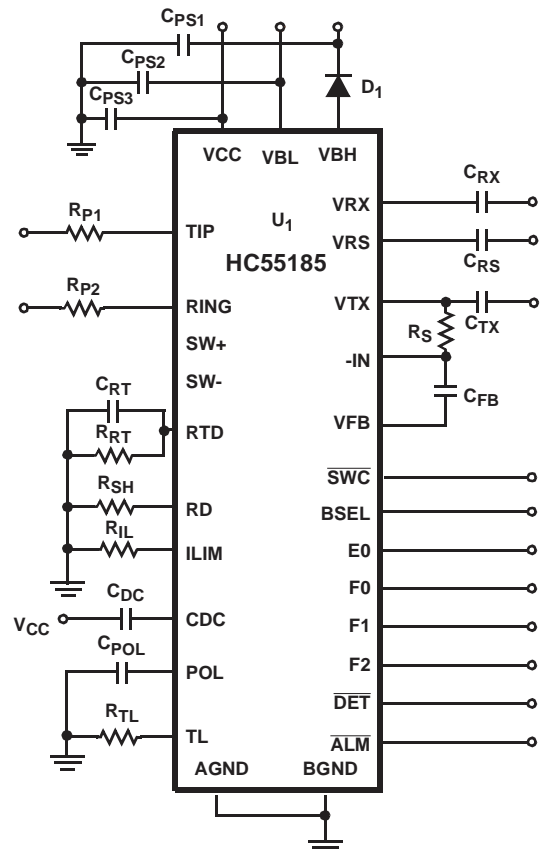 CPS1
CPS2
D1
CPS3
VCC VBL VBH
CRX
VRX
RP1
U1
TIP
VRS
HC55185
CRS
RP2
VTX
RING
CTX
RS
SW+
-IN
SW-
CRT
CFB
VFB
RTD
RRT
SWC
RSH
RD
BSEL
RIL
ILIM
E0
CDC
F0
VCC
CDC
F1
CPOL
POL
F2
RTL
DET
TL
ALM
AGND BGND